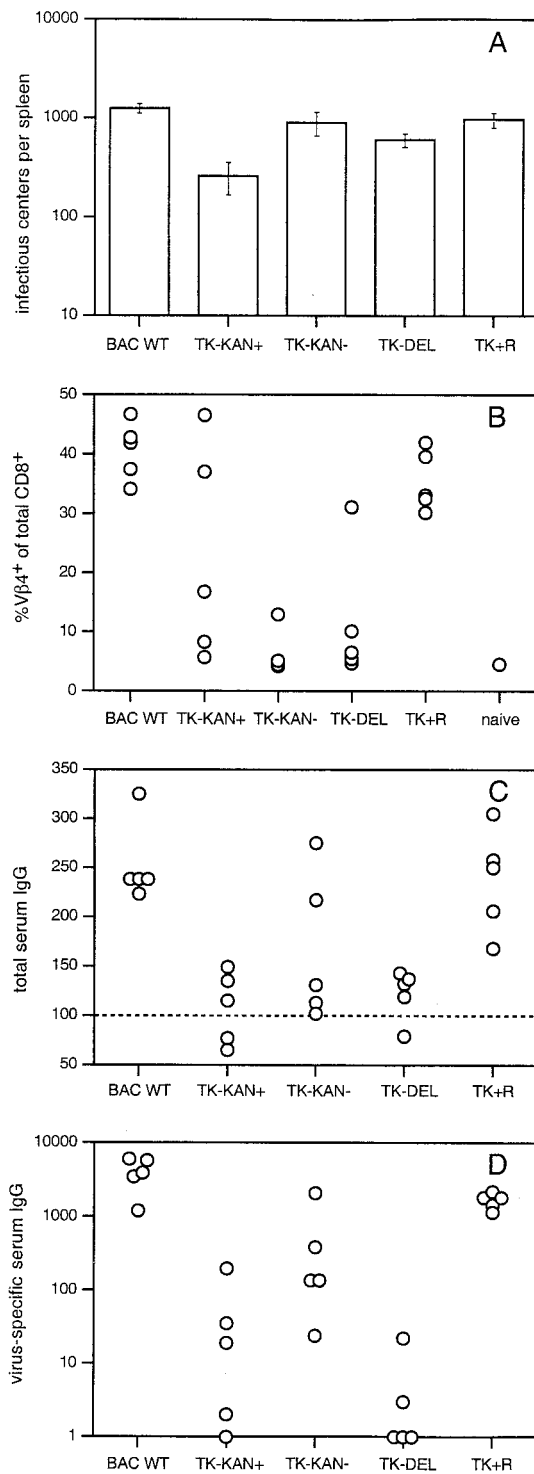 A
infectious centers per spleen
10000
1000
100
10
BAC WT TK-KAN+ TK-KAN- TK-DEL TK+R
B
%Vβ4+ of total CD8+
50
40
30
20
10
0
BAC WT TK-KAN+ TK-KAN- TK-DEL TK+R naive
C
total serum IgG
350
300
250
200
150
100
50
BAC WT TK-KAN+ TK-KAN- TK-DEL TK+R
D
virus-specific serum IgG
10000
1000
100
10
1
BAC WT TK-KAN+ TK-KAN- TK-DEL TK+R